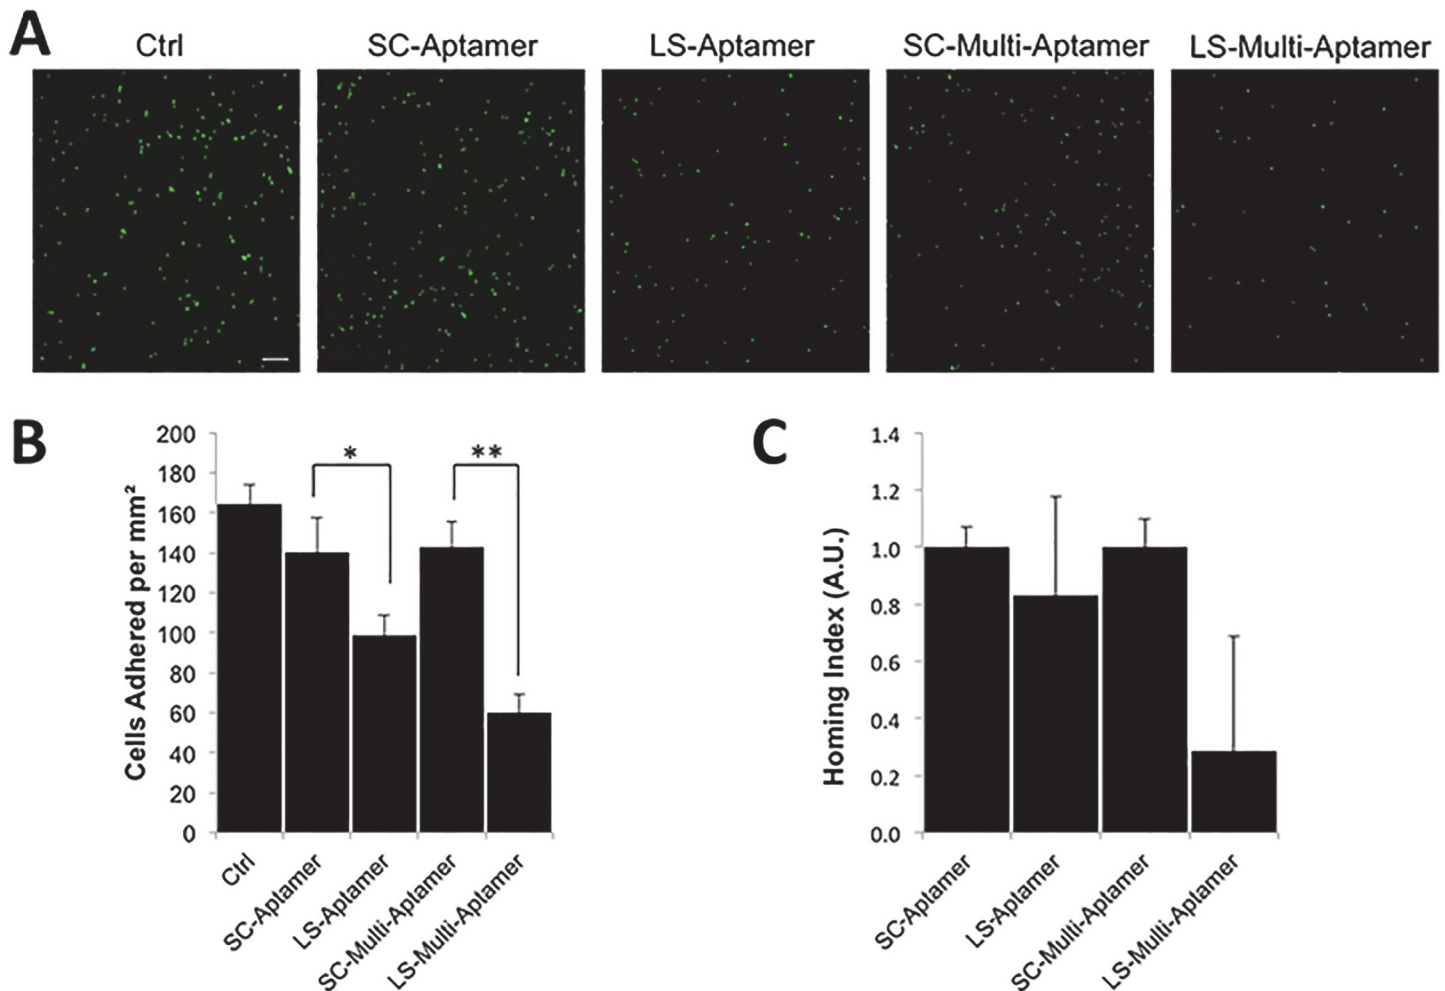 A
Ctrl
SC-Aptamer
LS-Aptamer
SC-Multi-Aptamer
LS-Multi-Aptamer
B
Cells Adhered per mm²
200
180
160
140
120
100
80
60
40
20
0
*
**
Ctrl
SC-Aptamer
LS-Aptamer
SC-Multi-Aptamer
LS-Multi-Aptamer
C
Homing Index (A.U.)
1.4
1.2
1.0
0.8
0.6
0.4
0.2
0.0
SC-Aptamer
LS-Aptamer
SC-Multi-Aptamer
LS-Multi-Aptamer